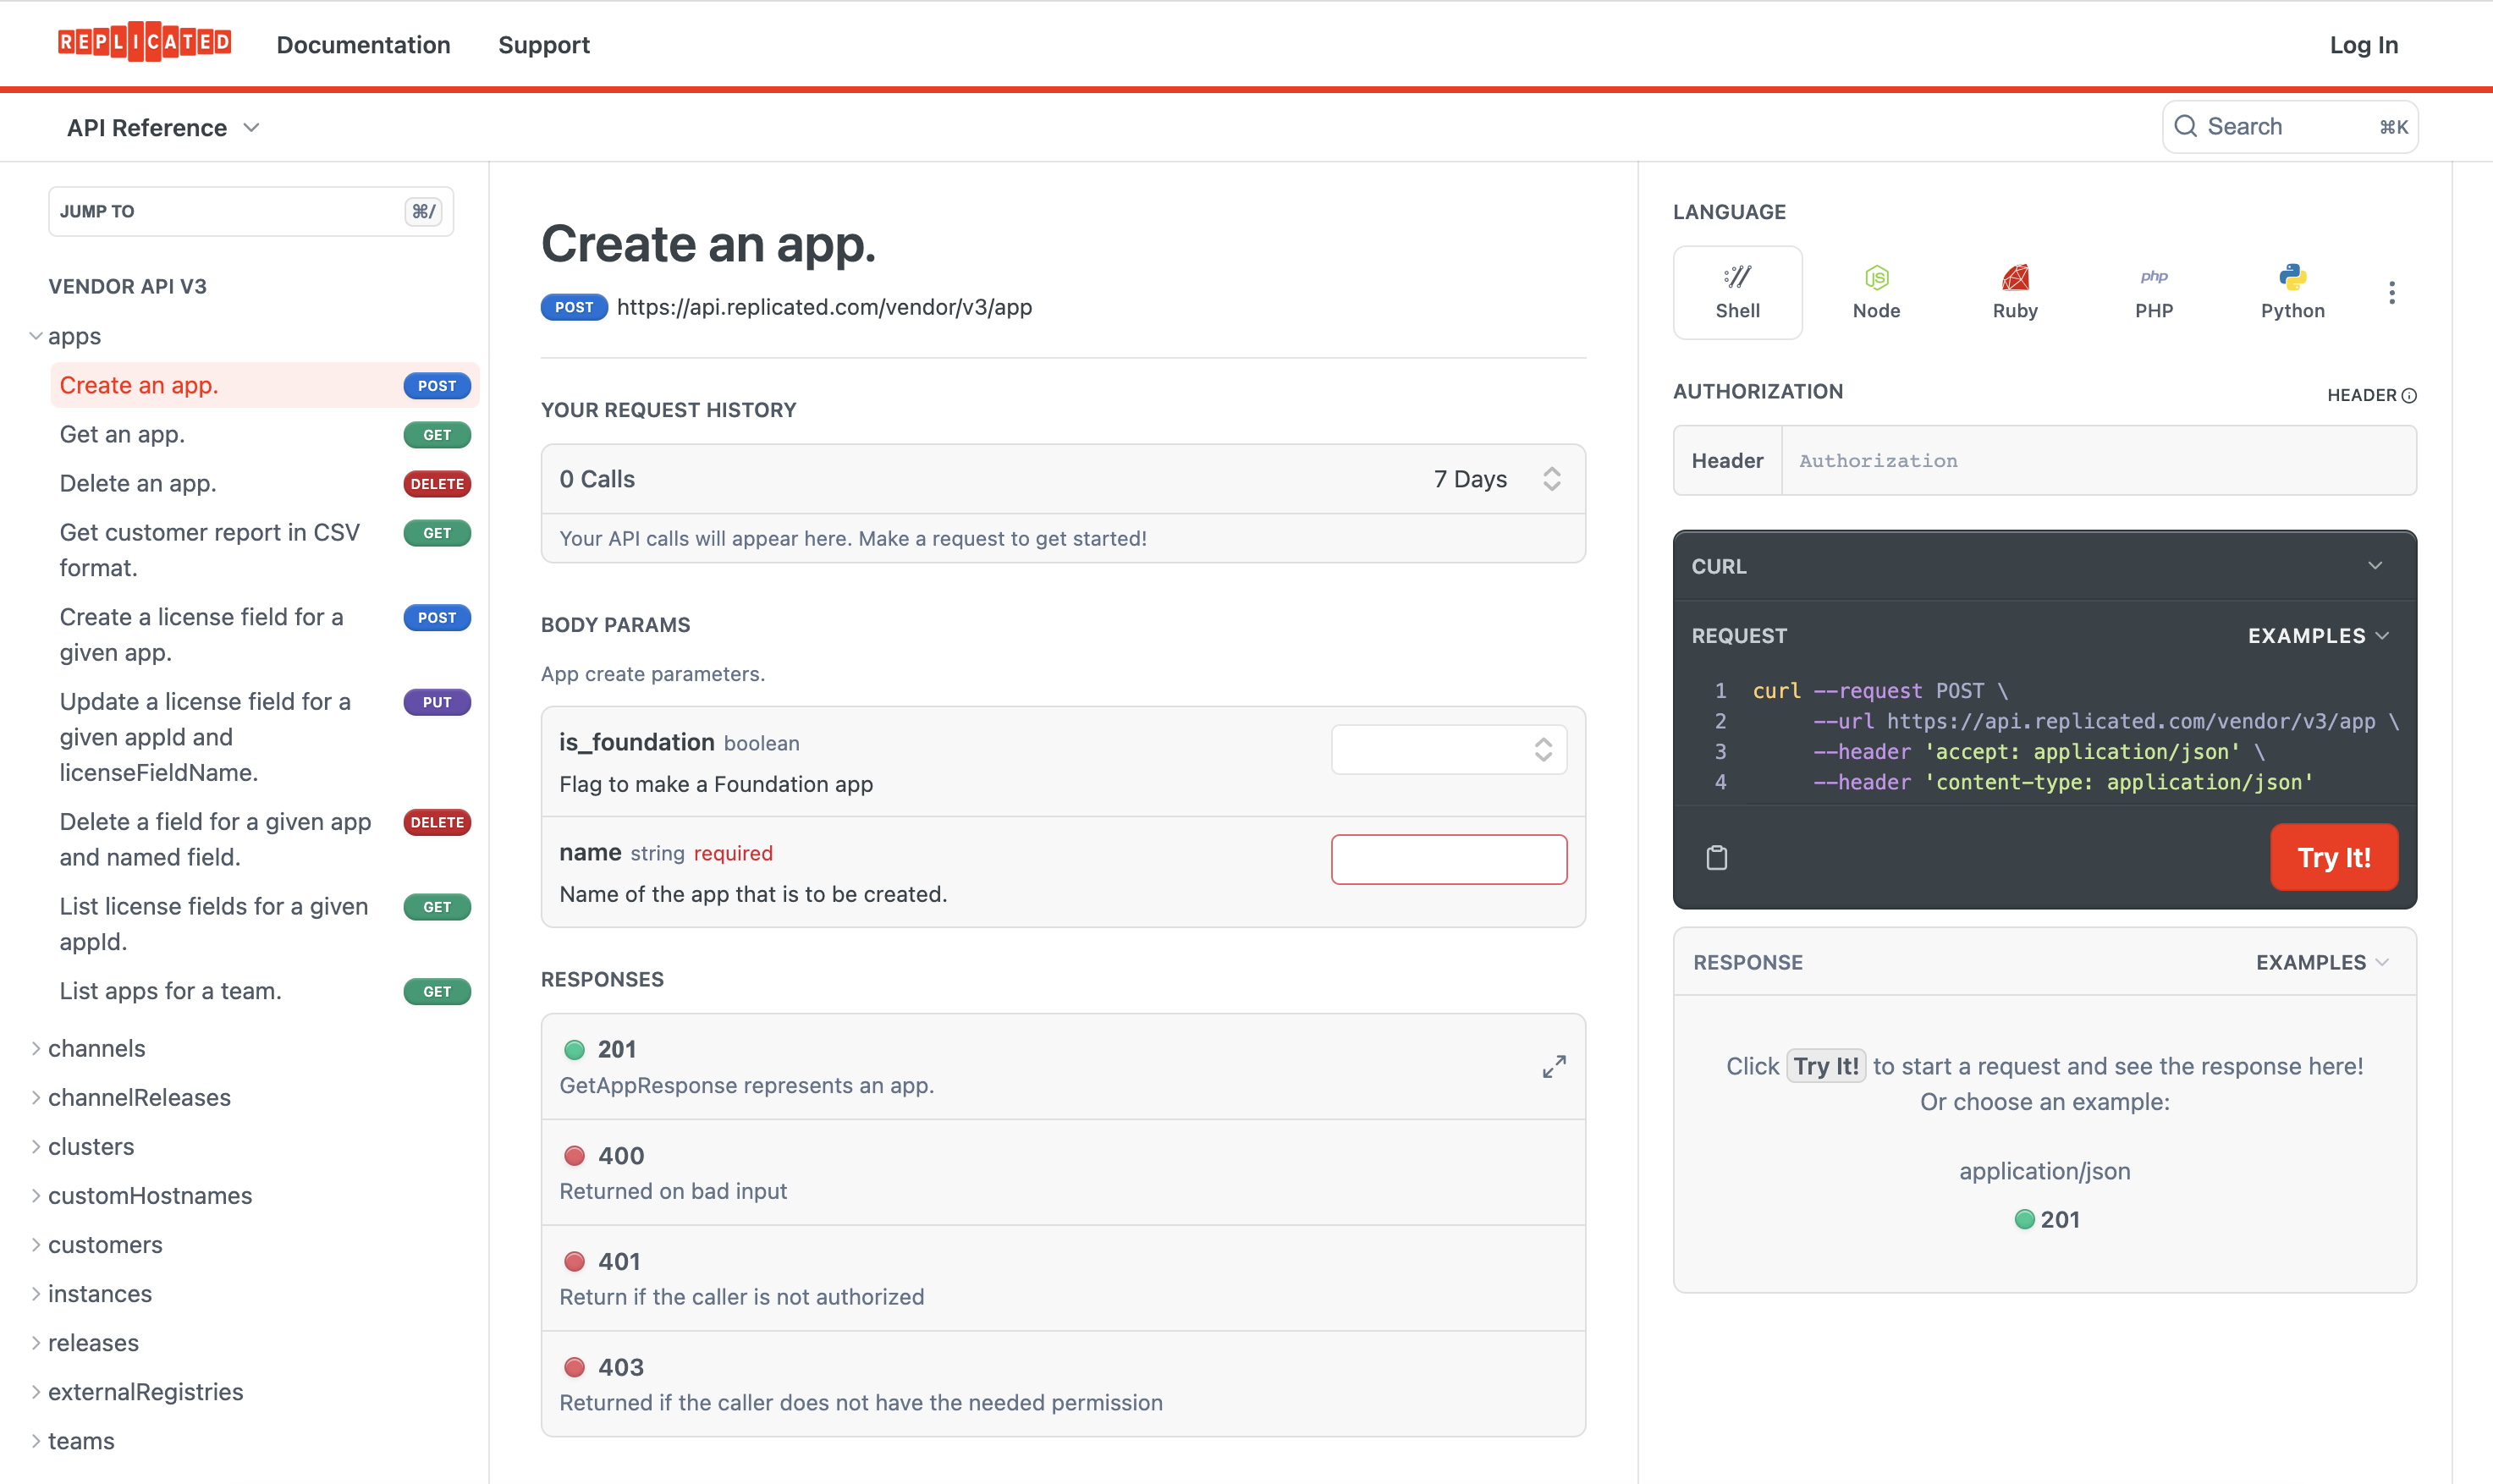 REPLICATED
Documentation
Support
Log In
API Reference
Search
⌘K
JUMP TO
⌘/
VENDOR API V3
apps
Create an app.
POST
Get an app.
GET
Delete an app.
DELETE
Get customer report in CSV
format.
GET
Create a license field for a
given app.
POST
Update a license field for a
given appId and
licenseFieldName.
PUT
Delete a field for a given app
and named field.
DELETE
List license fields for a given
appId.
GET
List apps for a team.
GET
channels
channelReleases
clusters
customHostnames
customers
instances
releases
externalRegistries
teams
Create an app.
POST https://api.replicated.com/vendor/v3/app
YOUR REQUEST HISTORY
0 Calls
7 Days
Your API calls will appear here. Make a request to get started!
BODY PARAMS
App create parameters.
is_foundation boolean
Flag to make a Foundation app
name string required
Name of the app that is to be created.
RESPONSES
201
GetAppResponse represents an app.
400
Returned on bad input
401
Return if the caller is not authorized
403
Returned if the caller does not have the needed permission
LANGUAGE
Shell
JS
Node
Ruby
php
PHP
Python
AUTHORIZATION
HEADER
Header
Authorization
CURL
REQUEST
EXAMPLES
1 curl --request POST \
2 --url https://api.replicated.com/vendor/v3/app \
3 --header 'accept: application/json' \
4 --header 'content-type: application/json'
Try It!
RESPONSE
EXAMPLES
Click Try It! to start a request and see the response here!
Or choose an example:
application/json
201